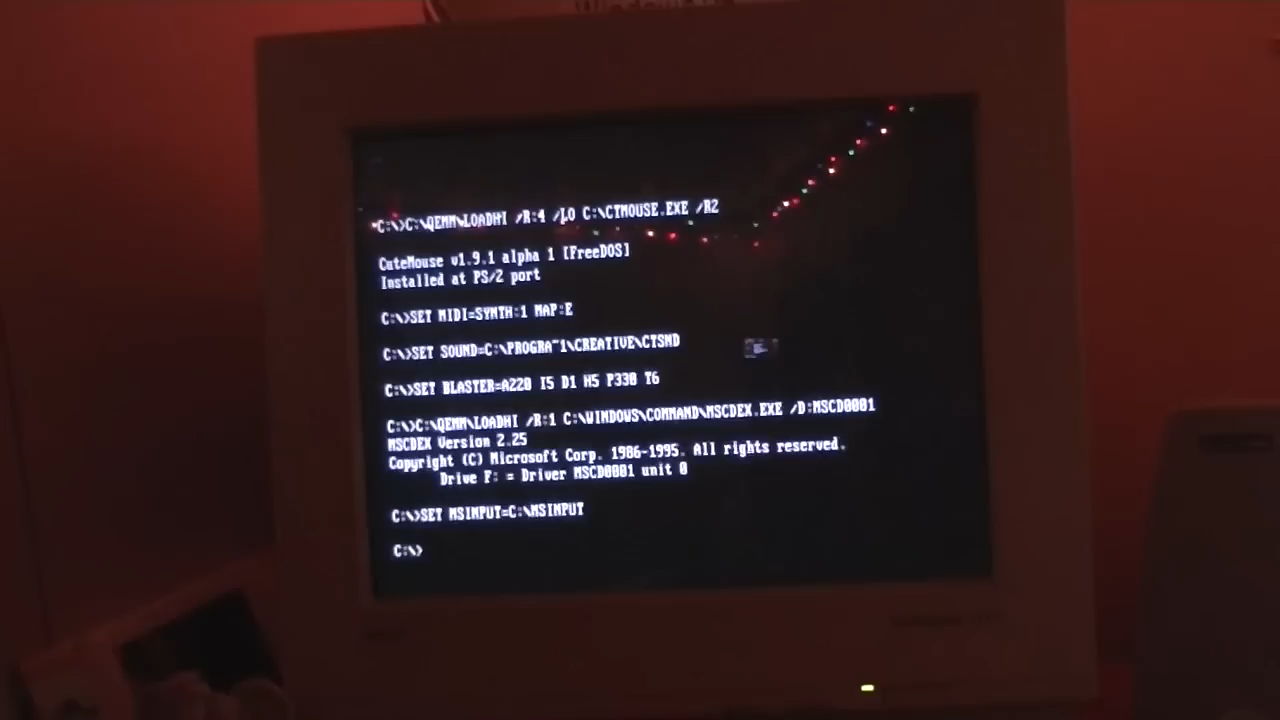 C:\>C:\QEMM\LOADHI /R:4 /LO C:\CTMOUSE.EXE /R2
CuteMouse v1.9.1 alpha 1 [FreeDOS]
Installed at PS/2 port
C:\>SET MIDI=SYNTH:1 MAP:E
C:\>SET SOUND=C:\PROGRA~1\CREATIVE\CTSND
C:\>SET BLASTER=A220 I5 D1 H5 P330 T6
C:\>C:\QEMM\LOADHI /R:1 C:\WINDOWS\COMMAND\MSCDEX.EXE /D:MSCD0001
MSCDEX Version 2.25
Copyright (C) Microsoft Corp. 1986-1995. All rights reserved.
Drive F: = Driver MSCD0001 unit 0
C:\>SET MSINPUT=C:\MSINPUT
C:\>